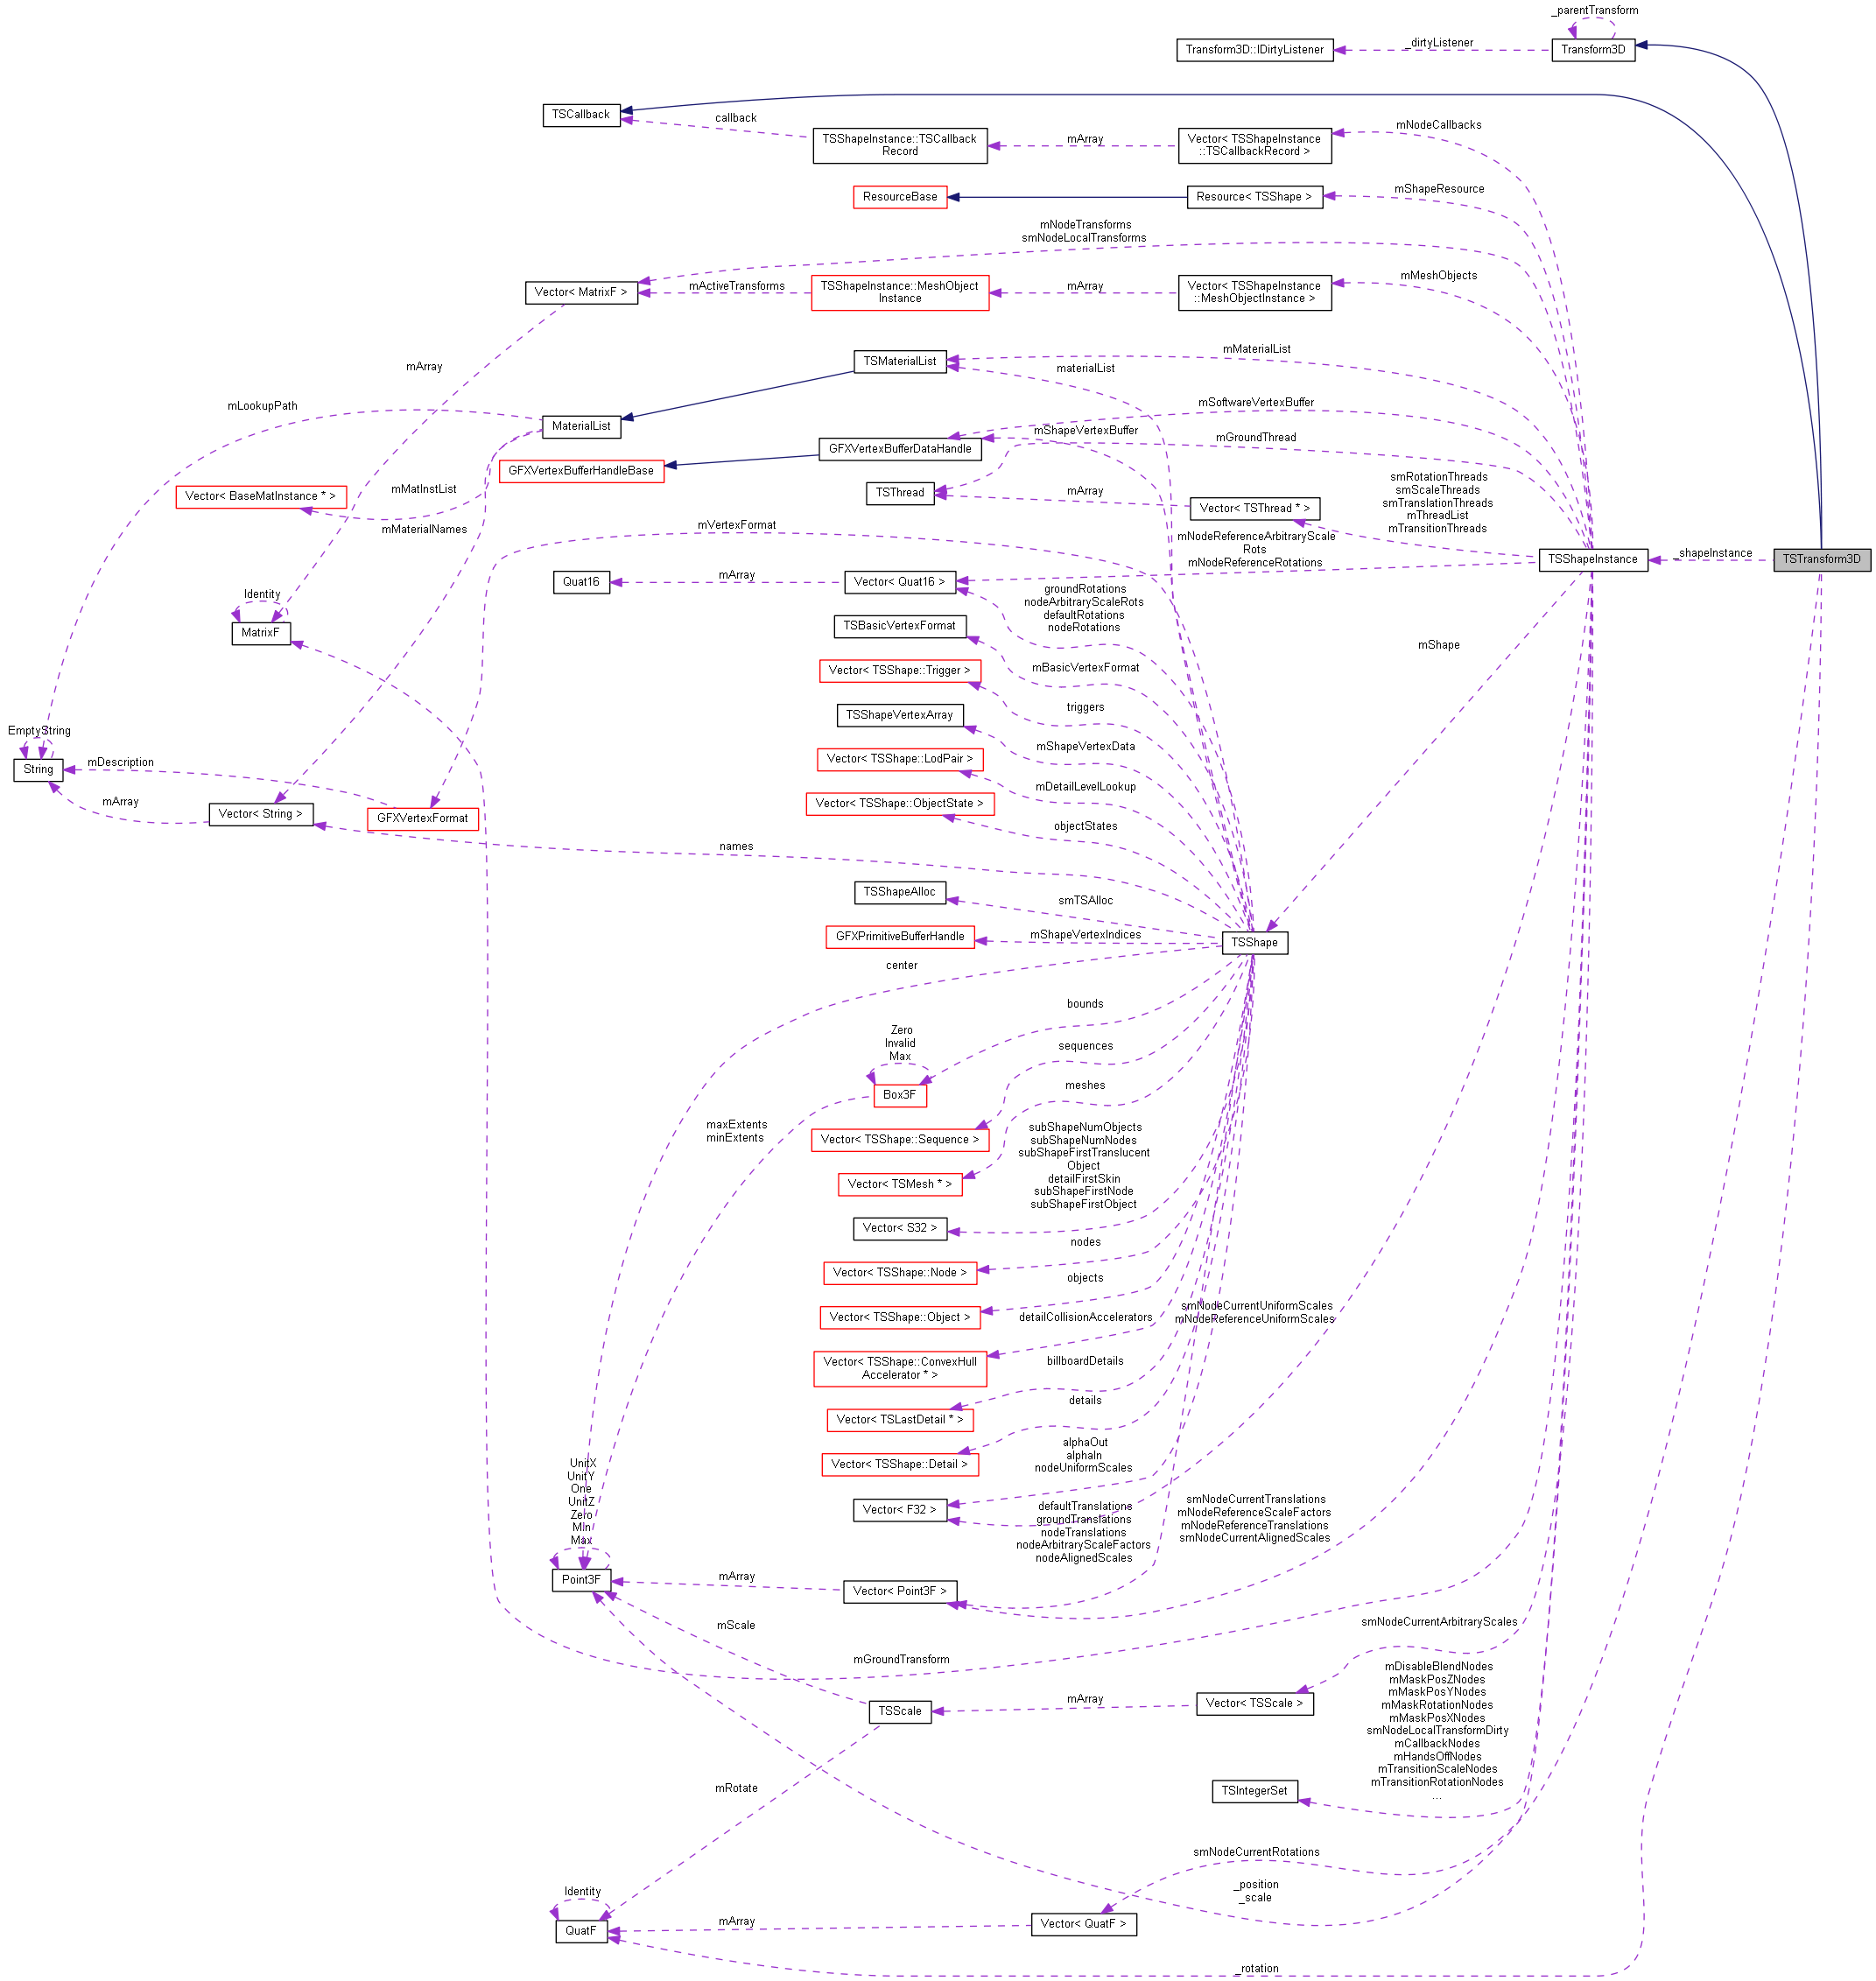 _parentTransform
Transform3D::IDirtyListener
_dirtyListener
Transform3D
TSCallback
callback
TSShapeInstance::TSCallback
Record
mArray
Vector< TSShapeInstance
::TSCallbackRecord >
mNodeCallbacks
ResourceBase
Resource< TSShape >
mShapeResource
mNodeTransforms
smNodeLocalTransforms
Vector< MatrixF >
mActiveTransforms
TSShapeInstance::MeshObject
Instance
mArray
Vector< TSShapeInstance
::MeshObjectInstance >
mMeshObjects
mArray
TSMaterialList
materialList
mMaterialList
mLookupPath
MaterialList
mSoftwareVertexBuffer
mShapeVertexBuffer
mGroundThread
GFXVertexBufferDataHandle
GFXVertexBufferHandleBase
Vector< BaseMatInstance * >
mMatInstList
TSThread
mArray
Vector< TSThread * >
smRotationThreads
smScaleThreads
smTranslationThreads
mThreadList
mTransitionThreads
mMaterialNames
mVertexFormat
mNodeReferenceArbitraryScale
Rots
mNodeReferenceRotations
TSShapeInstance
_shapeInstance
TSTransform3D
Quat16
mArray
Vector< Quat16 >
groundRotations
nodeArbitraryScaleRots
defaultRotations
nodeRotations
Identity
MatrixF
TSBasicVertexFormat
mShape
Vector< TSShape::Trigger >
mBasicVertexFormat
triggers
TSShapeVertexArray
EmptyString
String
mDescription
mShapeVertexData
Vector< TSShape::LodPair >
mDetailLevelLookup
mArray
Vector< String >
GFXVertexFormat
Vector< TSShape::ObjectState >
objectStates
names
TSShapeAlloc
smTSAlloc
GFXPrimitiveBufferHandle
mShapeVertexIndices
TSShape
center
bounds
Zero
Invalid
Max
sequences
Box3F
meshes
maxExtents
minExtents
Vector< TSShape::Sequence >
subShapeNumObjects
subShapeNumNodes
subShapeFirstTranslucent
Object
detailFirstSkin
subShapeFirstNode
subShapeFirstObject
Vector< TSMesh * >
Vector< S32 >
nodes
Vector< TSShape::Node >
objects
Vector< TSShape::Object >
detailCollisionAccelerators
smNodeCurrentUniformScales
mNodeReferenceUniformScales
Vector< TSShape::ConvexHull
Accelerator * >
billboardDetails
Vector< TSLastDetail * >
details
Vector< TSShape::Detail >
alphaOut
alphaIn
nodeUniformScales
UnitX
UnitY
One
UnitZ
Zero
Min
Max
Vector< F32 >
defaultTranslations
groundTranslations
nodeTranslations
nodeArbitraryScaleFactors
nodeAlignedScales
smNodeCurrentTranslations
mNodeReferenceScaleFactors
mNodeReferenceTranslations
smNodeCurrentAlignedScales
Point3F
mArray
Vector< Point3F >
mScale
smNodeCurrentArbitraryScales
mGroundTransform
TSScale
mArray
Vector< TSScale >
mDisableBlendNodes
mMaskPosZNodes
mMaskPosYNodes
mMaskRotationNodes
mMaskPosXNodes
smNodeLocalTransformDirty
mCallbackNodes
mHandsOffNodes
mTransitionScaleNodes
mTransitionRotationNodes
...
mRotate
TSIntegerSet
smNodeCurrentRotations
_position
_scale
Identity
QuatF
mArray
Vector< QuatF >
_rotation